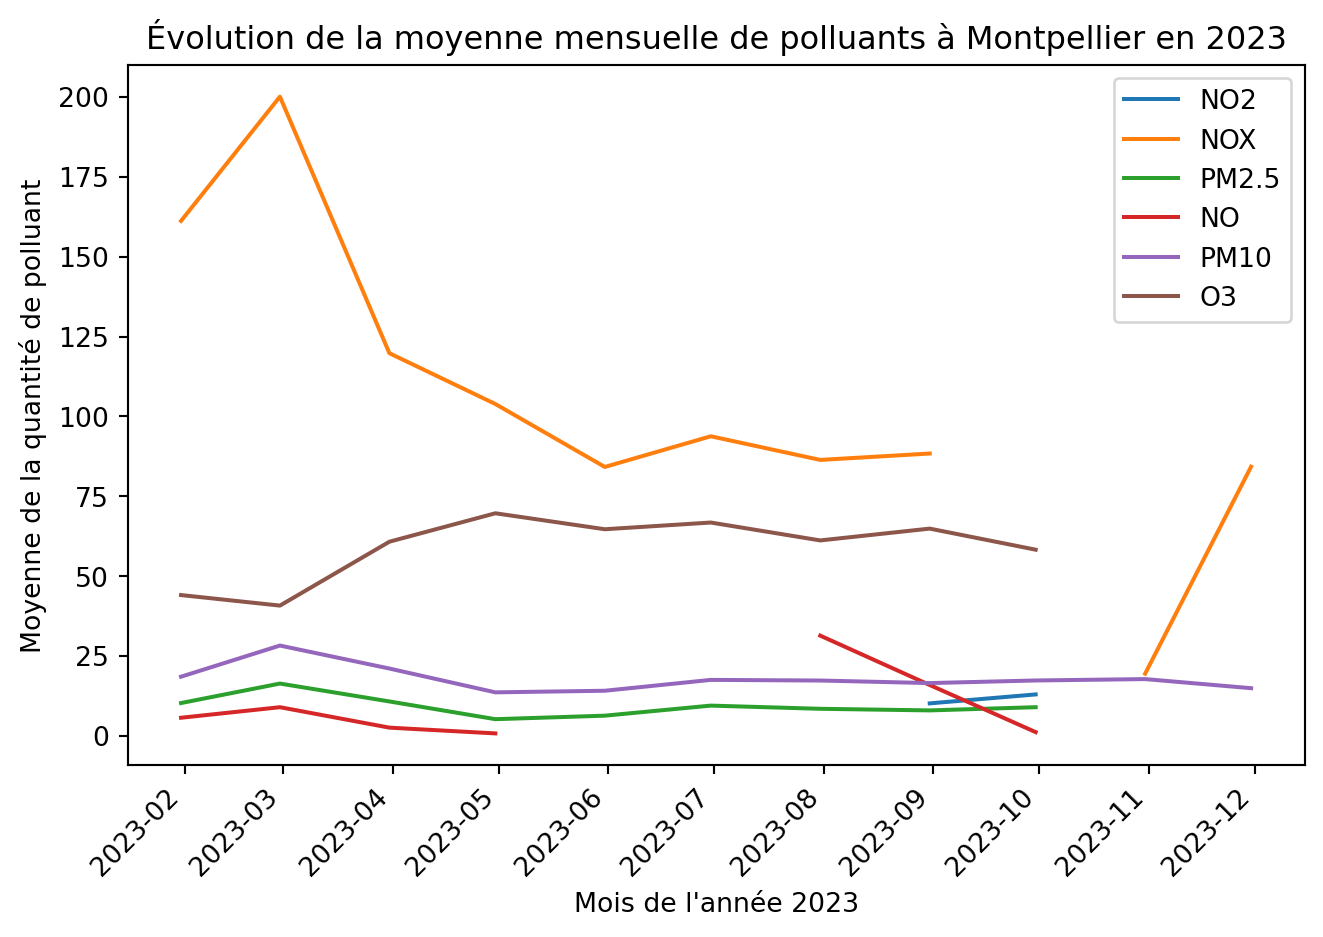 Évolution de la moyenne mensuelle de polluants à Montpellier en 2023
Moyenne de la quantité de polluant
200
175
150
125
100
75
50
25
0
NO2
NOX
PM2.5
NO
PM10
O3
2023-02
2023-03
2023-04
2023-05
2023-06
2023-07
2023-08
2023-09
2023-10
2023-11
2023-12
Mois de l'année 2023